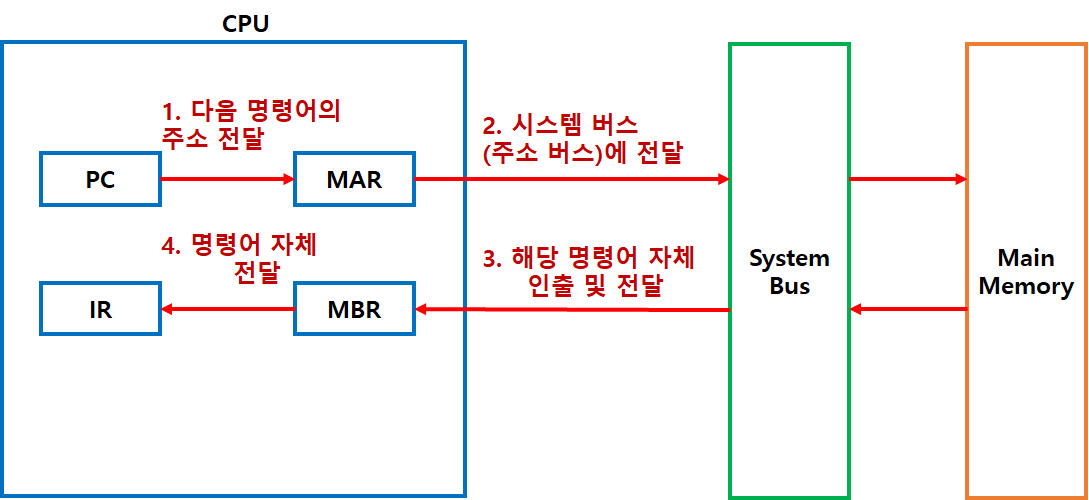 CPU
1. 다음 명령어의
주소 전달
2. 시스템 버스
(주소 버스)에 전달
PC
MAR
4. 명령어 자체
전달
3. 해당 명령어 자체
인출 및 전달
System
Bus
Main
Memory
IR
MBR